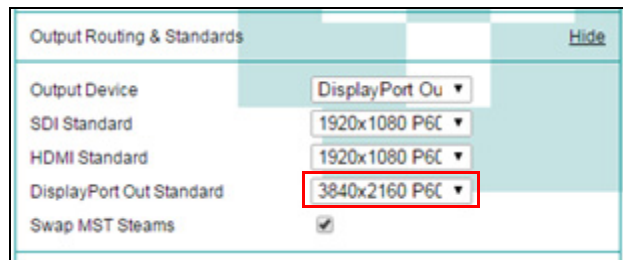 Output Routing & Standards Hide
Output Device DisplayPort Ou
SDI Standard 1920x1080 P6
HDMI Standard 1920x1080 P6
DisplayPort Out Standard 3840x2160 P6
Swap MST Steams